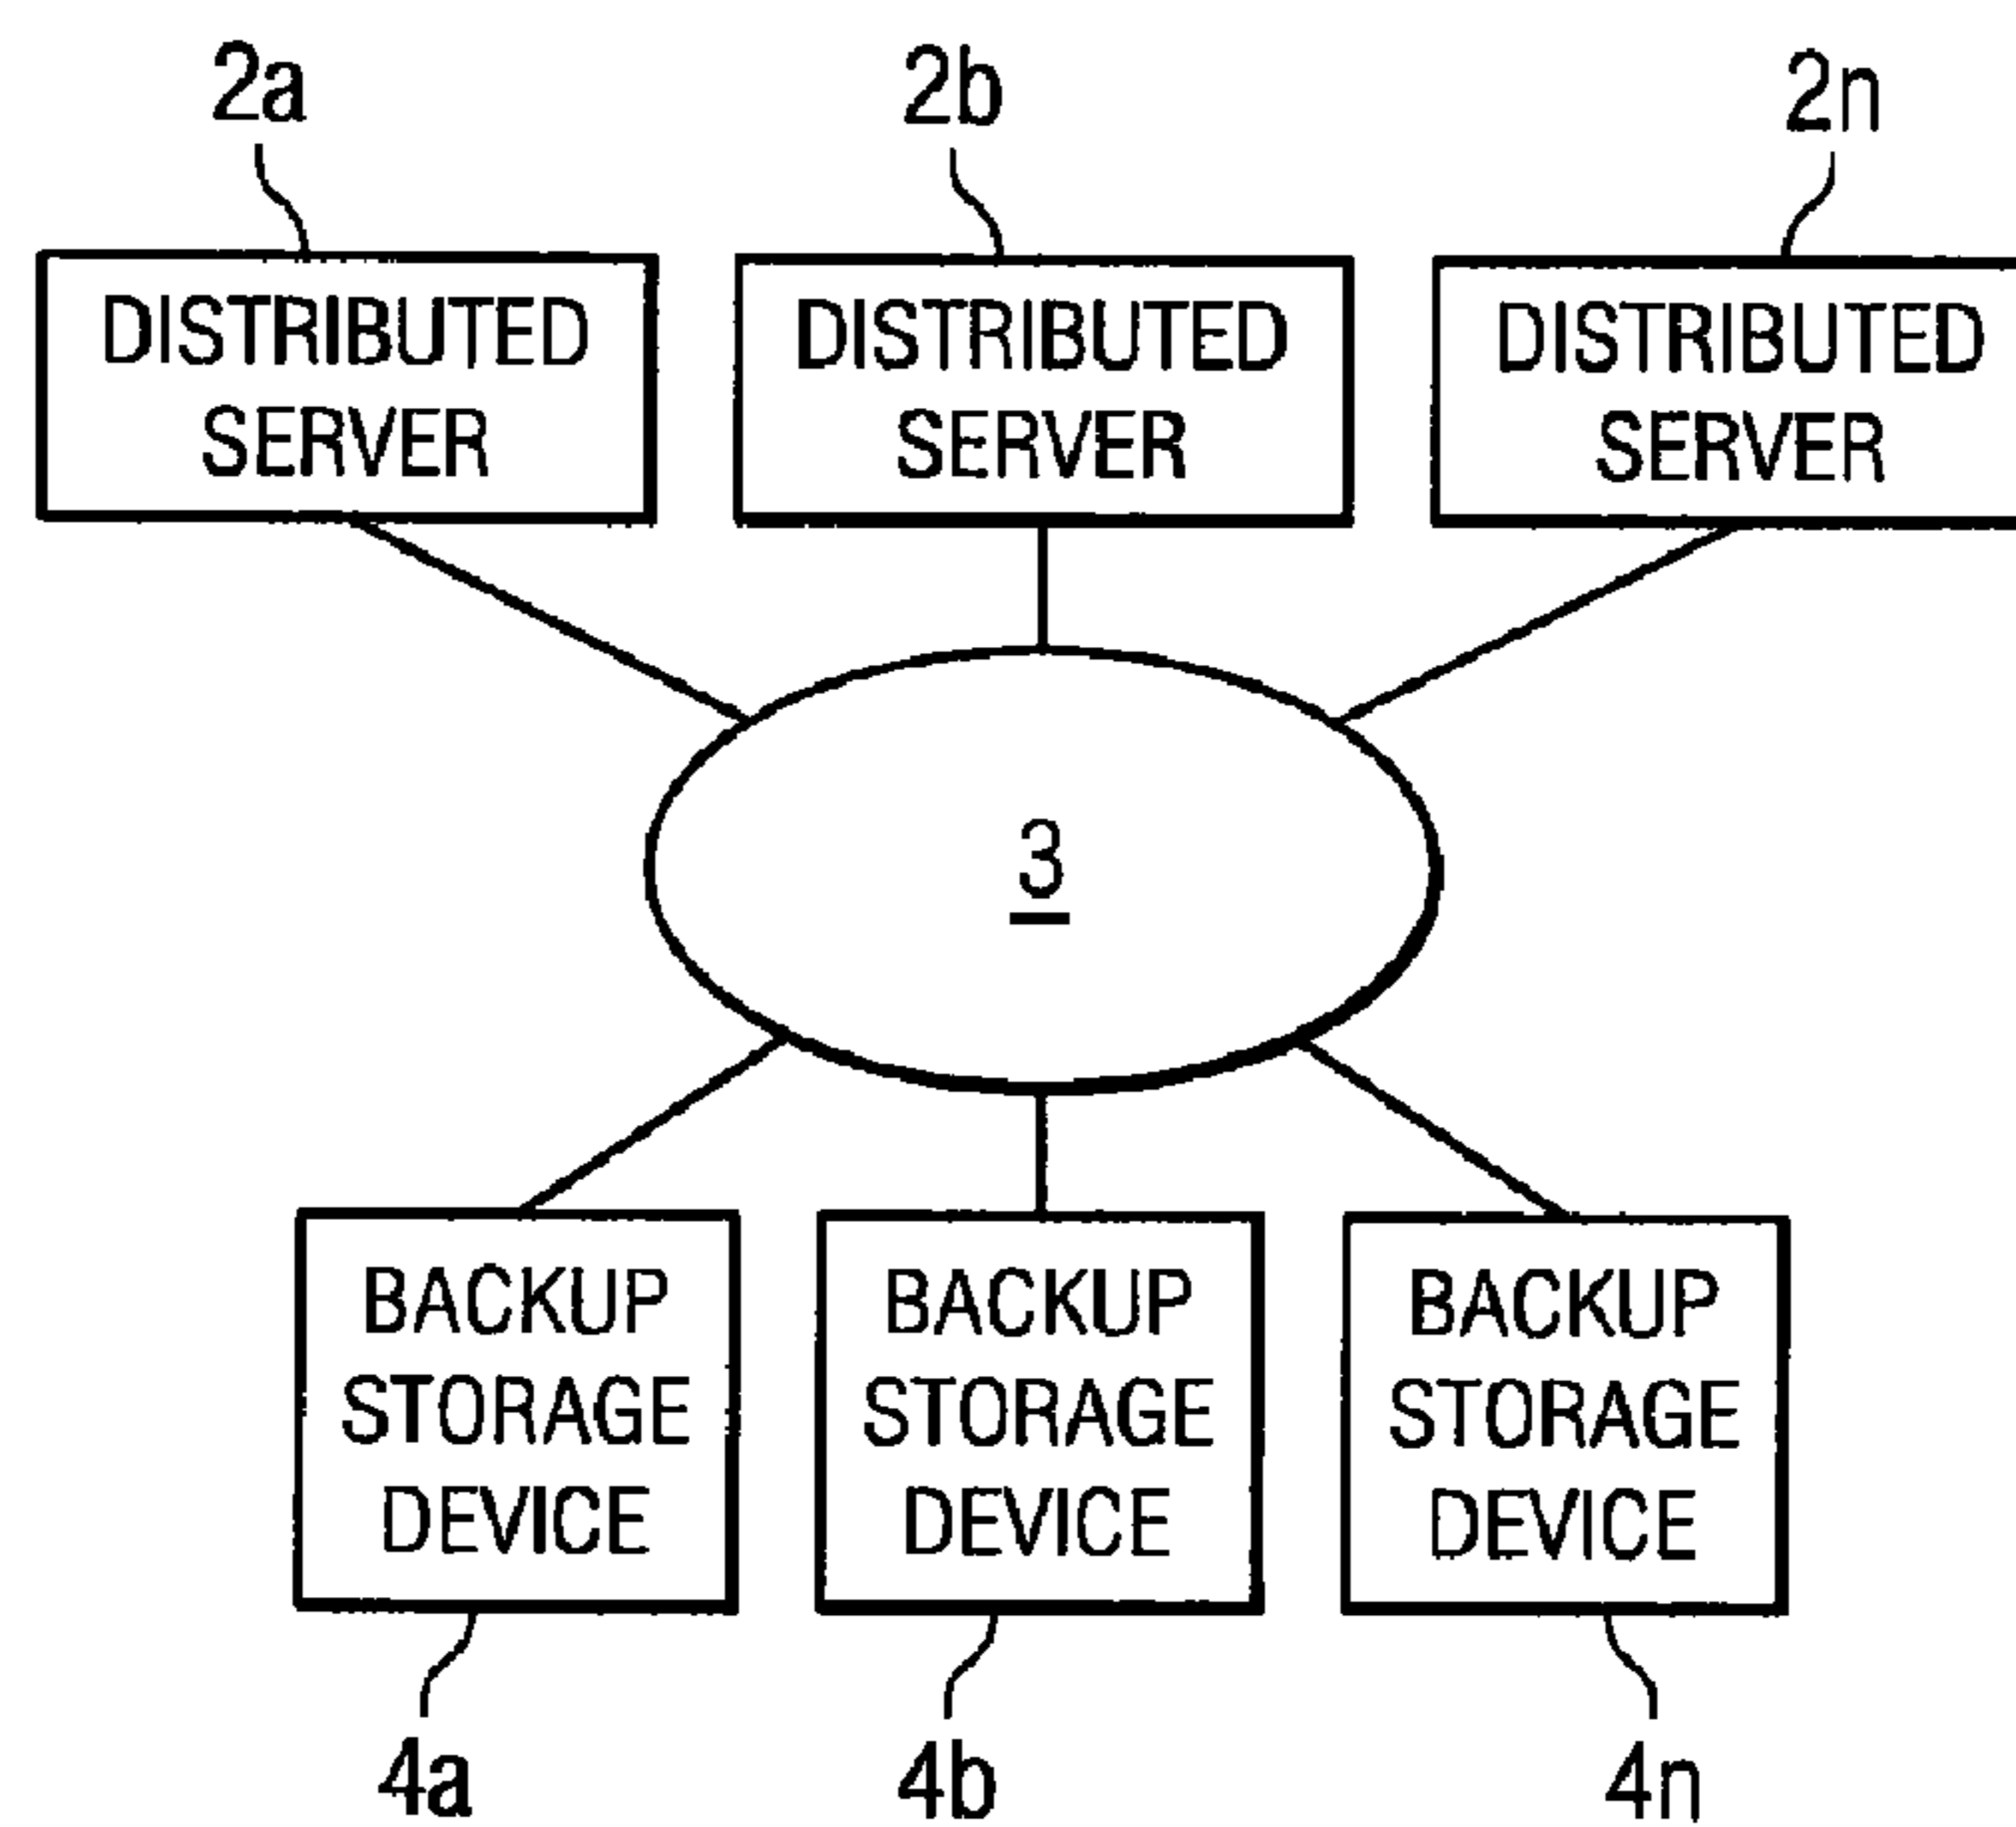 2a 2b 2n
DISTRIBUTED DISTRIBUTED DISTRIBUTED
SERVER SERVER SERVER
3
BACKUP BACKUP BACKUP
STORAGE STORAGE STORAGE
DEVICE DEVICE DEVICE
4a 4b 4n